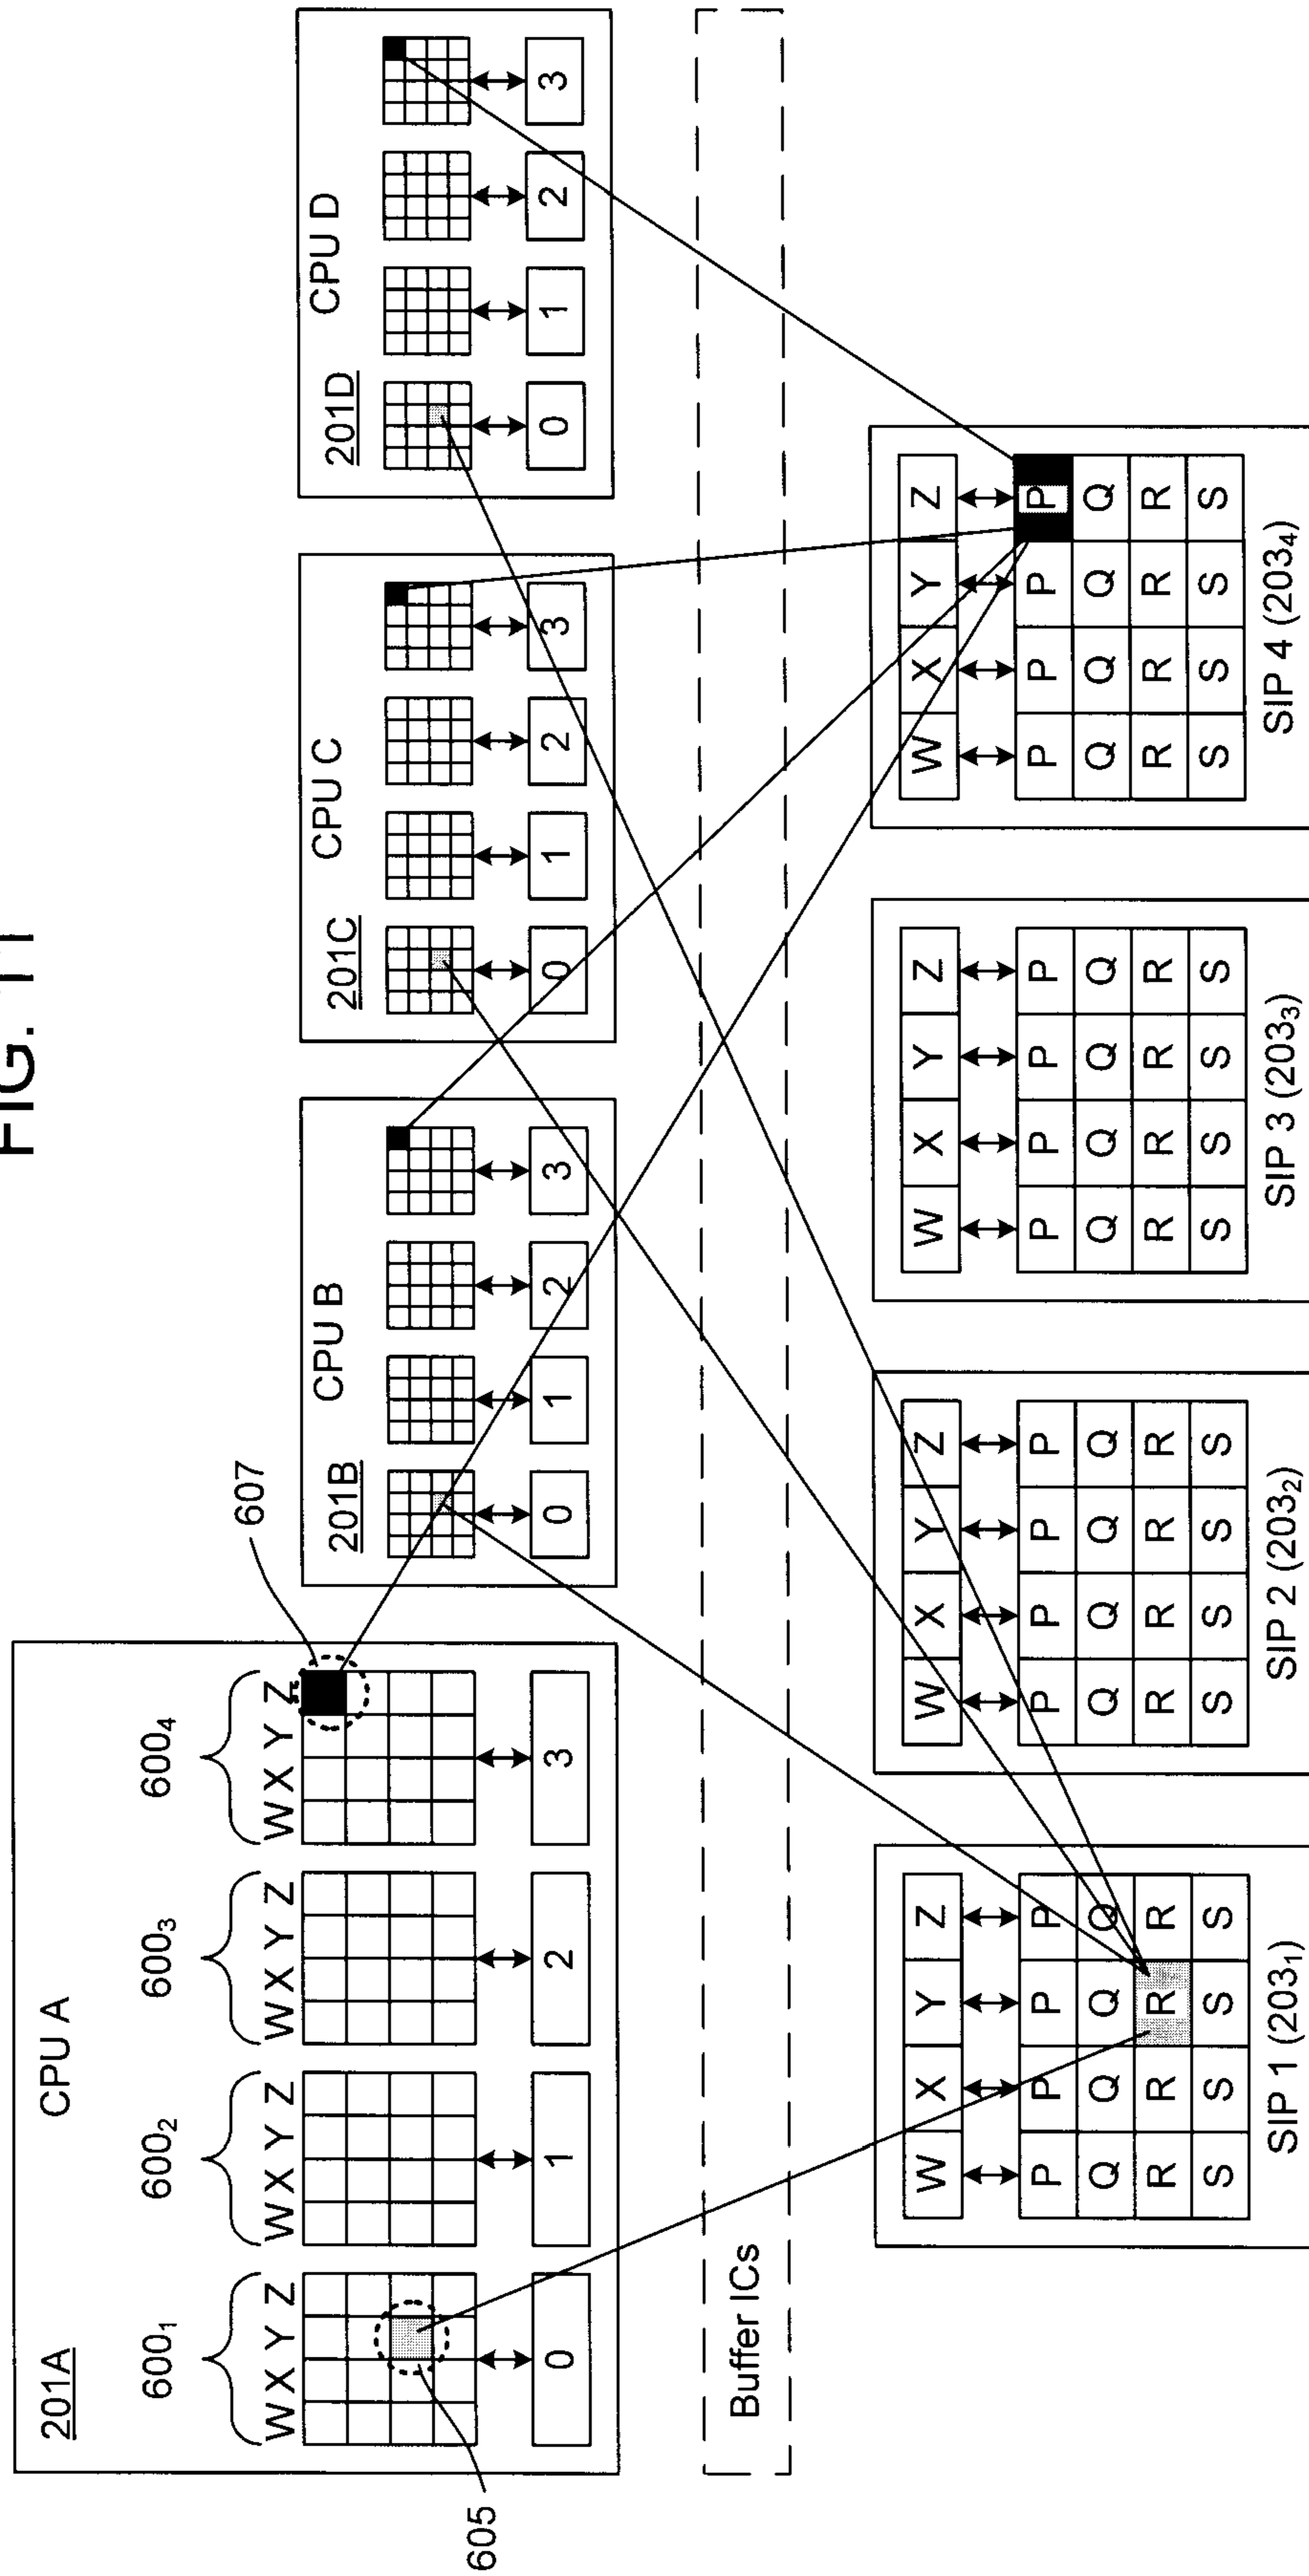 FIG. 11
201A
CPU A
600₁
600₂
600₃
600₄
W X Y Z
W X Y Z
W X Y Z
W X Y Z
605
607
0
1
2
3
201B
CPU B
0
1
2
3
201C
CPU C
0
1
2
3
201D
CPU D
0
1
2
3
Buffer ICs
W X Y Z
P P P P
Q Q Q Q
R R R R
S S S S
SIP 1 (203₁)
W X Y Z
P P P P
Q Q Q Q
R R R R
S S S S
SIP 2 (203₂)
W X Y Z
P P P P
Q Q Q Q
R R R R
S S S S
SIP 3 (203₃)
W X Y Z
P P P P
Q Q Q Q
R R R R
S S S S
SIP 4 (203₄)